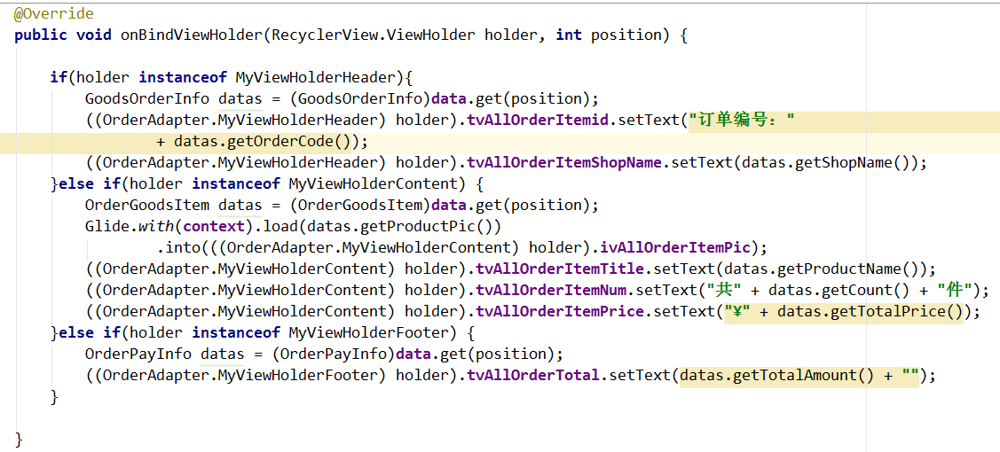 @Override
public void onBindViewHolder(RecyclerView.ViewHolder holder, int position) {
if(holder instanceof MyViewHolderHeader){
GoodsOrderInfo datas = (GoodsOrderInfo)data.get(position);
((OrderAdapter.MyViewHolderHeader) holder).tvAllOrderItemid.setText("订单编号："
+ datas.getOrderCode());
((OrderAdapter.MyViewHolderHeader) holder).tvAllOrderItemShopName.setText(datas.getShopName());
}else if(holder instanceof MyViewHolderContent) {
OrderGoodsItem datas = (OrderGoodsItem)data.get(position);
Glide.with(context).load(datas.getProductPic())
.into(((OrderAdapter.MyViewHolderContent) holder).ivAllOrderItemPic);
((OrderAdapter.MyViewHolderContent) holder).tvAllOrderItemTitle.setText(datas.getProductName());
((OrderAdapter.MyViewHolderContent) holder).tvAllOrderItemNum.setText("共" + datas.getCount() + "件");
((OrderAdapter.MyViewHolderContent) holder).tvAllOrderItemPrice.setText("¥" + datas.getTotalPrice());
}else if(holder instanceof MyViewHolderFooter) {
OrderPayInfo datas = (OrderPayInfo)data.get(position);
((OrderAdapter.MyViewHolderFooter) holder).tvAllOrderTotal.setText(datas.getTotalAmount() + "");
}
}